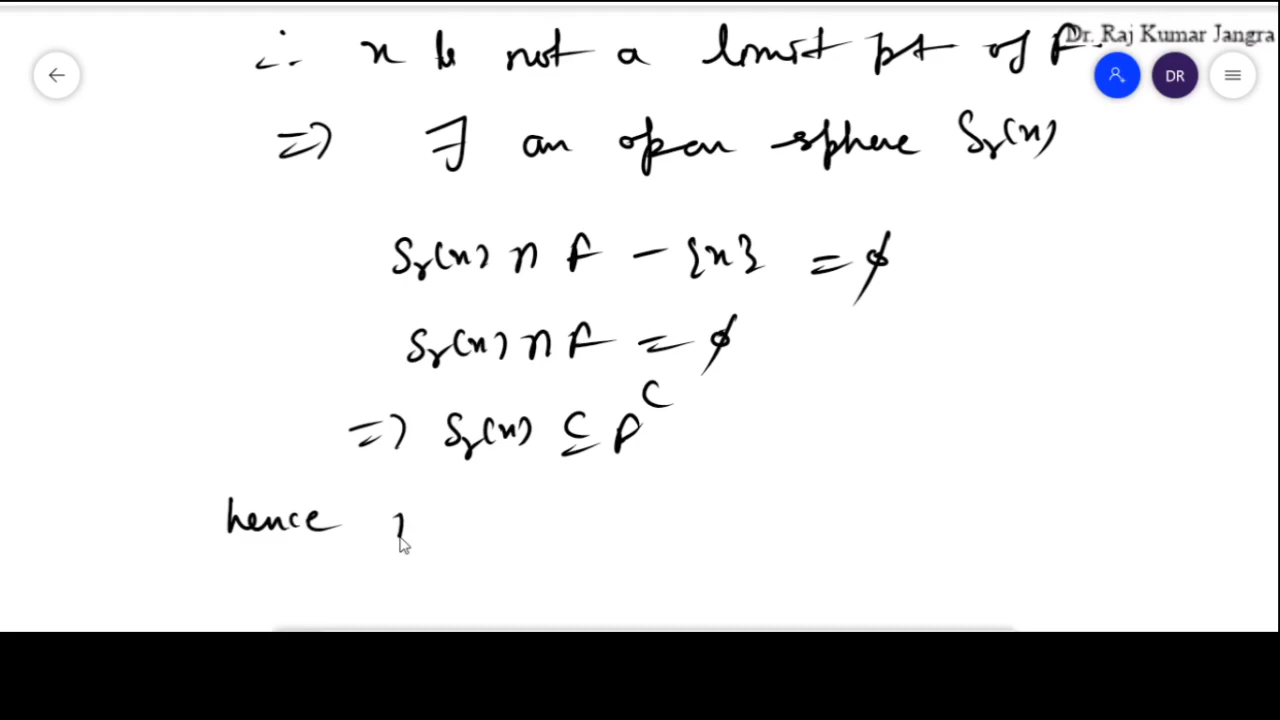 Dr. Raj Kumar Jangra
∴ x is not a limit pt of F.
DR
⇒ ∃ an open sphere Sr(x)
Sr(x) ∩ F - {x} = ϕ
Sr(x) ∩ F = ϕ
⇒ Sr(x) ⊆ F^C
hence